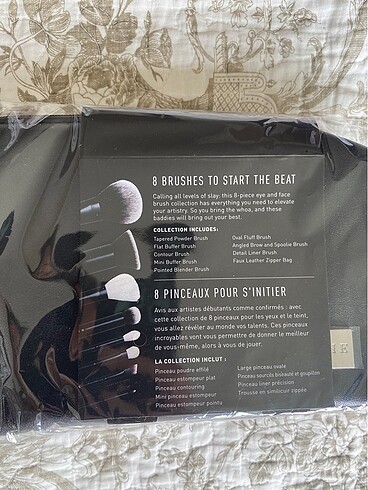 8 BRUSHES TO START THE BEAT
Calling all levels of slay: this 8-piece eye and face
brush collection has everything you need to elevate
your artistry. So you bring the whoa, and these
baddies will bring out your best.
COLLECTION INCLUDES:
Tapered Powder Brush
Flat Buffer Brush
Contour Brush
Mini Buffer Brush
Pointed Blender Brush
Oval Fluff Brush
Angled Brow and Spoolie Brush
Detail Liner Brush
Faux Leather Zipper Bag
8 PINCEAUX POUR S'INITIER
Avis aux artistes débutants comme confirmés : avec
cette collection de 8 pinceaux pour les yeux et le teint,
vous allez révéler au monde vos talents. Ces pinceaux
incroyables vont permettre de donner le meilleur
de vous-même, alors à vous de jouer.
LA COLLECTION INCLUT :
Pinceau poudre effilé
Pinceau estompeur plat
Pinceau contouring
Mini pinceau estompeur
Pinceau estompeur pointu
Large pinceau ovale
Pinceau sourcils biseauté et goupillon
Pinceau liner précision
Trousse en similicuir zippée